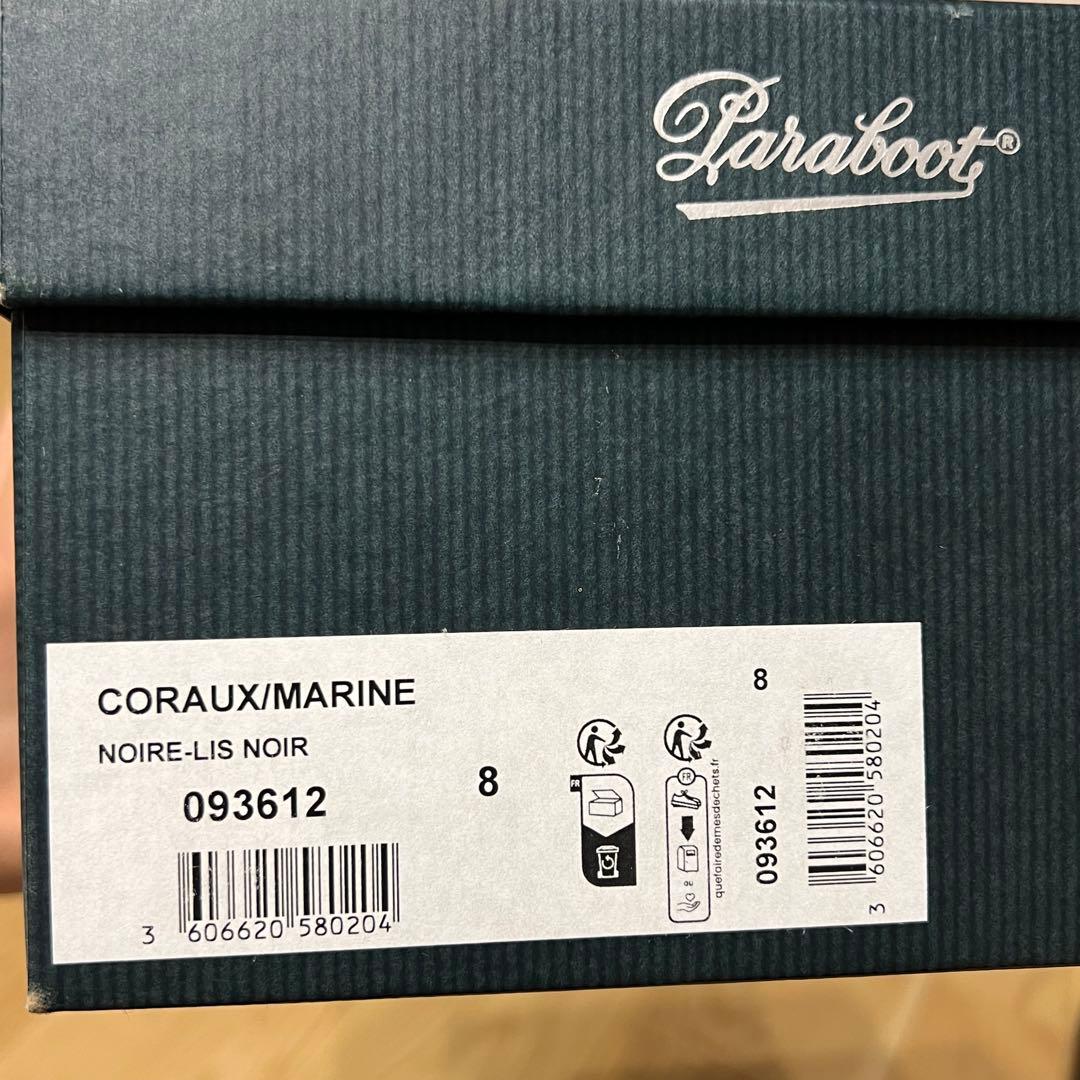 Paraboot®
CORAUX/MARINE
NOIRE-LIS NOIR
093612
8
3 606620 580204
FR
FR
ou
quefairedemesdechets.fr
8
093612
3 606620 580204